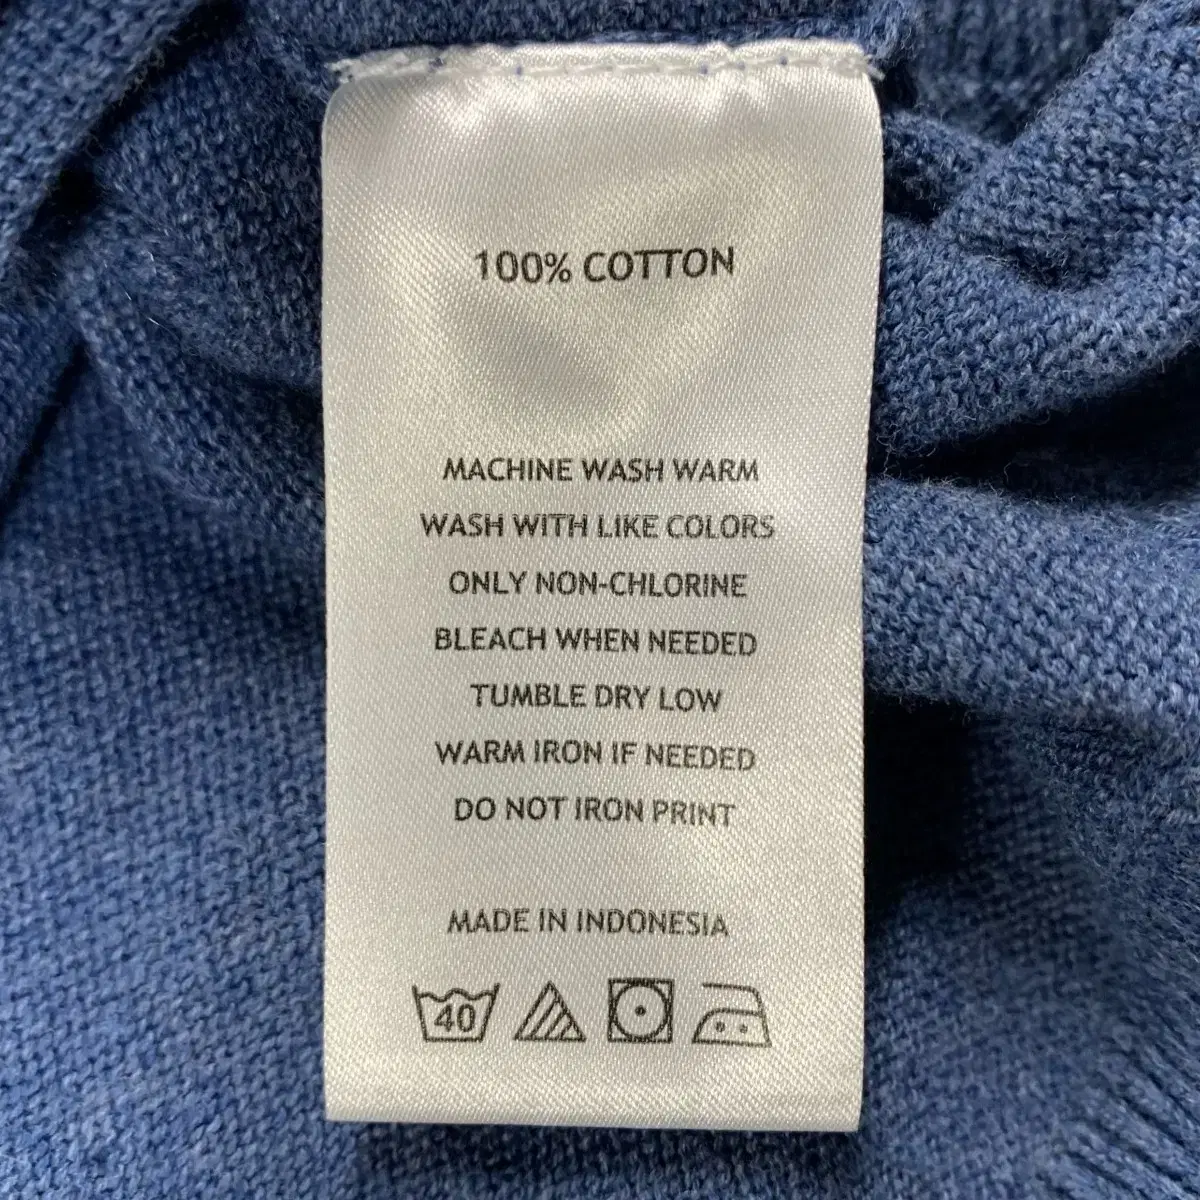 100% COTTON
MACHINE WASH WARM
WASH WITH LIKE COLORS
ONLY NON-CHLORINE
BLEACH WHEN NEEDED
TUMBLE DRY LOW
WARM IRON IF NEEDED
DO NOT IRON PRINT
MADE IN INDONESIA
40